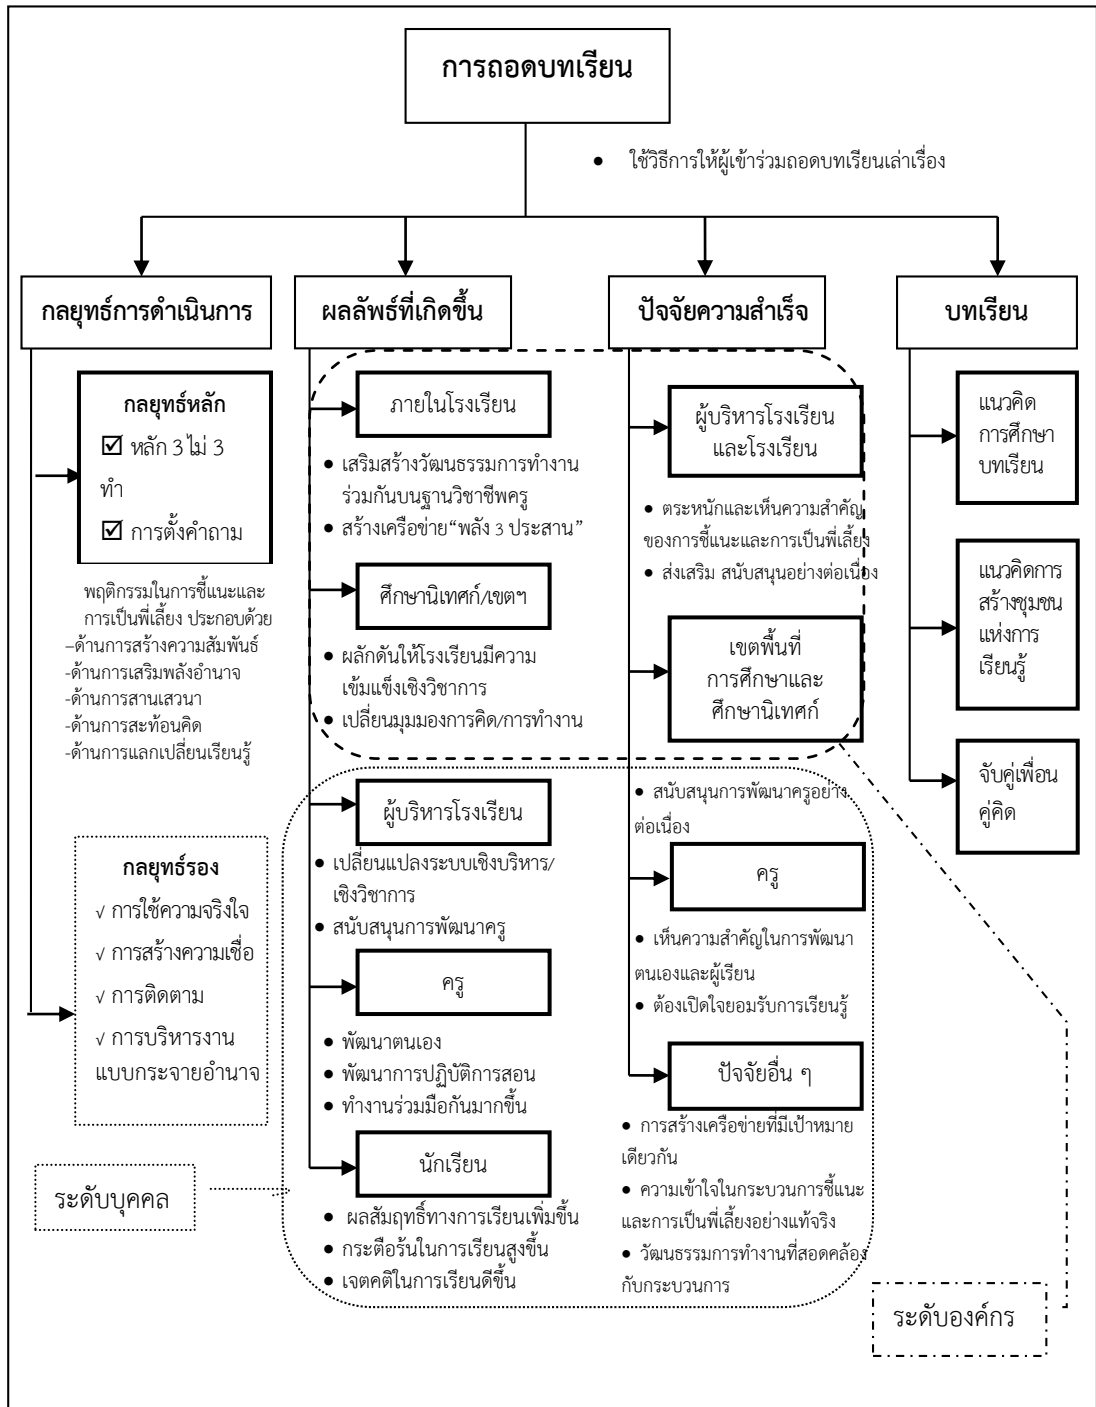 การถอดบทเรียน
● ใช้วิธีการให้ผู้เข้าร่วมถอดบทเรียนเล่าเรื่อง
กลยุทธ์การดำเนินการ
กลยุทธ์หลัก
☑ หลัก 3 ไม่ 3
ทำ
☑ การตั้งคำถาม
พฤติกรรมในการชี้แนะและ
การเป็นพี่เลี้ยง ประกอบด้วย
–ด้านการสร้างความสัมพันธ์
-ด้านการเสริมพลังอำนาจ
-ด้านการสานเสวนา
-ด้านการสะท้อนคิด
-ด้านการแลกเปลี่ยนเรียนรู้
กลยุทธ์รอง
√ การใช้ความจริงใจ
√ การสร้างความเชื่อ
√ การติดตาม
√ การบริหารงาน
แบบกระจายอำนาจ
ระดับบุคคล
ผลลัพธ์ที่เกิดขึ้น
ภายในโรงเรียน
● เสริมสร้างวัฒนธรรมการทำงาน
ร่วมกันบนฐานวิชาชีพครู
● สร้างเครือข่าย“พลัง 3 ประสาน”
ศึกษานิเทศก์/เขตฯ
● ผลักดันให้โรงเรียนมีความ
เข้มแข็งเชิงวิชาการ
● เปลี่ยนมุมมองการคิด/การทำงาน
ผู้บริหารโรงเรียน
● เปลี่ยนแปลงระบบเชิงบริหาร/
เชิงวิชาการ
● สนับสนุนการพัฒนาครู
ครู
● พัฒนาตนเอง
● พัฒนาการปฏิบัติการสอน
● ทำงานร่วมมือกันมากขึ้น
นักเรียน
● ผลสัมฤทธิ์ทางการเรียนเพิ่มขึ้น
● กระตือร้นในการเรียนสูงขึ้น
● เจตคติในการเรียนดีขึ้น
ปัจจัยความสำเร็จ
ผู้บริหารโรงเรียน
และโรงเรียน
● ตระหนักและเห็นความสำคัญ
ของการชี้แนะและการเป็นพี่เลี้ยง
● ส่งเสริม สนับสนุนอย่างต่อเนื่อง
เขตพื้นที่
การศึกษาและ
ศึกษานิเทศก์
● สนับสนุนการพัฒนาครูอย่าง
ต่อเนื่อง
ครู
● เห็นความสำคัญในการพัฒนา
ตนเองและผู้เรียน
● ต้องเปิดใจยอมรับการเรียนรู้
ปัจจัยอื่น ๆ
● การสร้างเครือข่ายที่มีเป้าหมาย
เดียวกัน
● ความเข้าใจในกระบวนการชี้แนะ
และการเป็นพี่เลี้ยงอย่างแท้จริง
● วัฒนธรรมการทำงานที่สอดคล้อง
กับกระบวนการ
บทเรียน
แนวคิด
การศึกษา
บทเรียน
แนวคิดการ
สร้างชุมชน
แห่งการ
เรียนรู้
จับคู่เพื่อน
คู่คิด
ระดับองค์กร